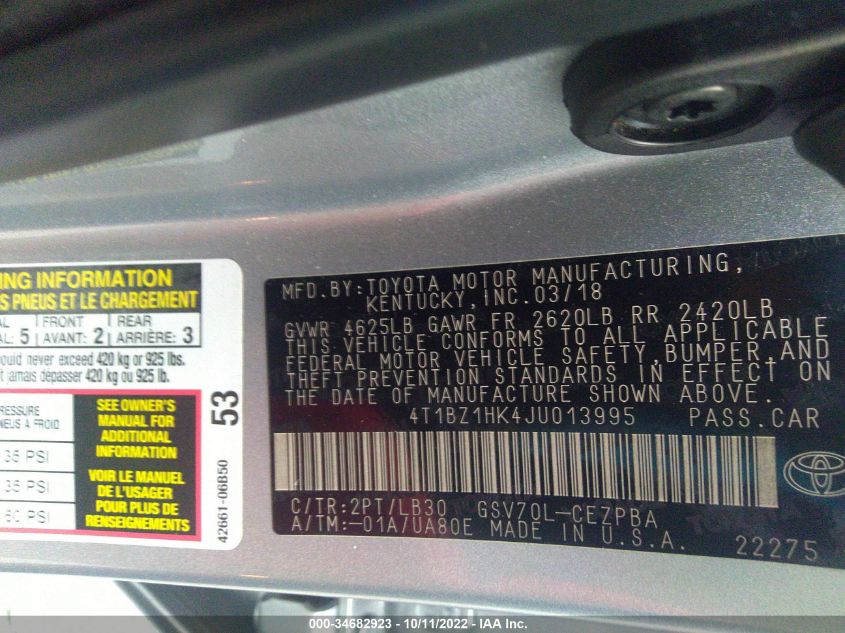 NG INFORMATION
S PNEUS ET LE CHARGEMENT
AL 5 FRONT AVANT: 2 REAR ARRIÈRE: 3
ould never exceed 420 kg or 925 lbs.
t jamais dépasser 420 kg ou 925 lb.
RESSURE
NEUS À FROID
35 PSI
35 PSI
60 PSI
SEE OWNER'S
MANUAL FOR
ADDITIONAL
INFORMATION
VOIR LE MANUEL
DE L'USAGER
POUR PLUS DE
RENSEIGNEMENTS
53
42661-06B50
MFD.BY:TOYOTA MOTOR MANUFACTURING,
KENTUCKY,INC.03/18
GVWR 4625LB GAWR FR 2620LB RR 2420LB
THIS VEHICLE CONFORMS TO ALL APPLICABLE
FEDERAL MOTOR VEHICLE SAFETY,BUMPER,AND
THEFT PREVENTION STANDARDS IN EFFECT ON
THE DATE OF MANUFACTURE SHOWN ABOVE.
4T1BZ1HK4JU013995 PASS.CAR
C/TR:2PT/LB30 GSV70L-CEZPBA
A/TM:-01A/UA80E MADE IN U.S.A.
22275
000-34682923 - 10/11/2022 - IAA Inc.